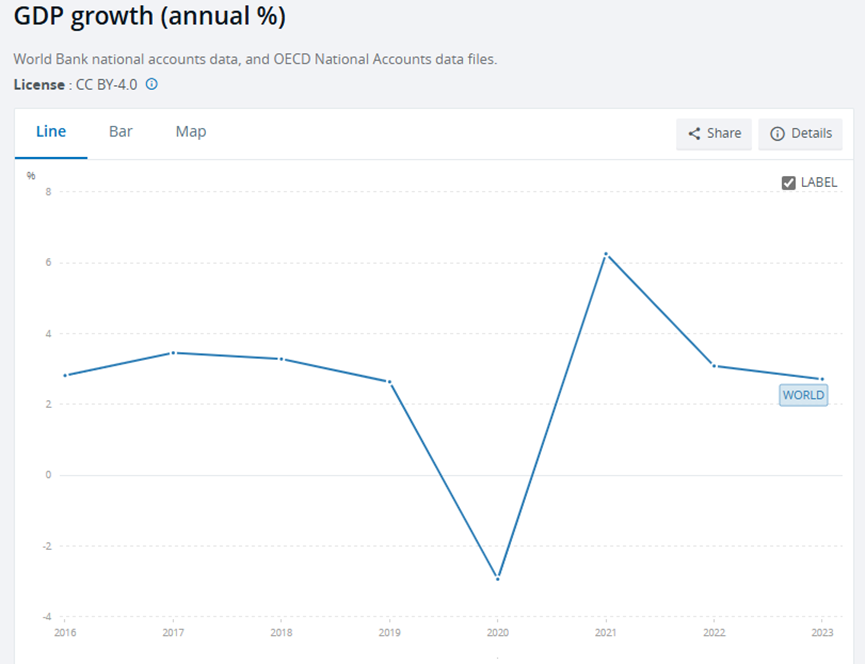 GDP growth (annual %)
World Bank national accounts data, and OECD National Accounts data files.
License : CC BY-4.0
Line Bar Map Share Details
%
LABEL
8
6
4
2
WORLD
0
-2
-4
2016 2017 2018 2019 2020 2021 2022 2023